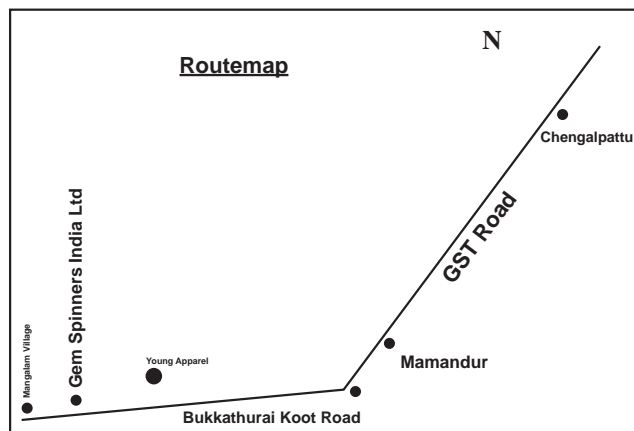 N
Routemap
Chengalpattu
GST Road
Gem Spinners India Ltd
Mangalam Village
Young Apparel
Mamandur
Bukkathurai Koot Road